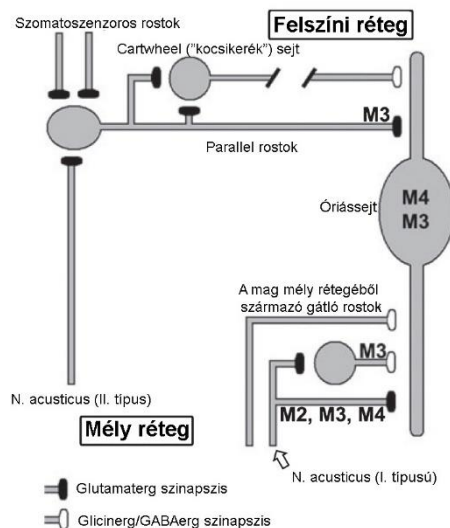 Szomatoszenzoros rostok
Felszíni réteg
Cartwheel ("kocsikerék") sejt
M3
Parallel rostok
Óriássejt
M4
M3
A mag mély rétegéből
származó gátló rostok
M3
M2, M3, M4
N. acusticus (II. típus)
Mély réteg
N. acusticus (I. típusú)
Glutamaterg szinapszis
Glicinerg/GABAerg szinapszis